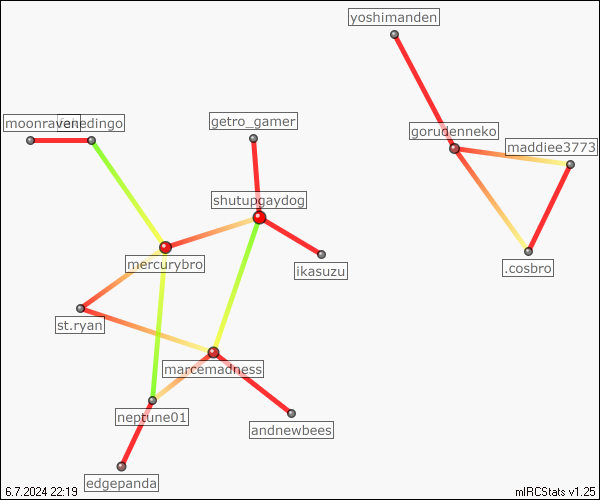 yoshimanden
moonraven
getro_gamer
gorudenneko
maddiee3773
shutupgaydog
mercurybro
ikasuzu
.cosbro
st.ryan
marcemadness
neptune01
andnewbees
edgepanda
6.7.2024 22:19
mIRCStats v1.25